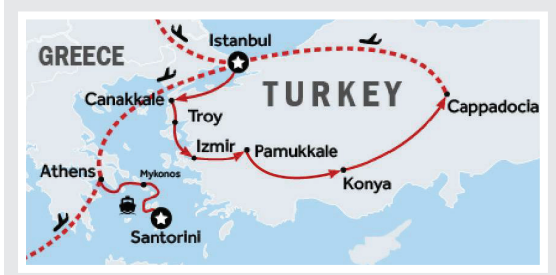 Istanbul
GREECE
TURKEY
Canakkale
Cappadocia
Troy
Izmir
Pamukkale
Athens
Mykonos
Konya
Santorini